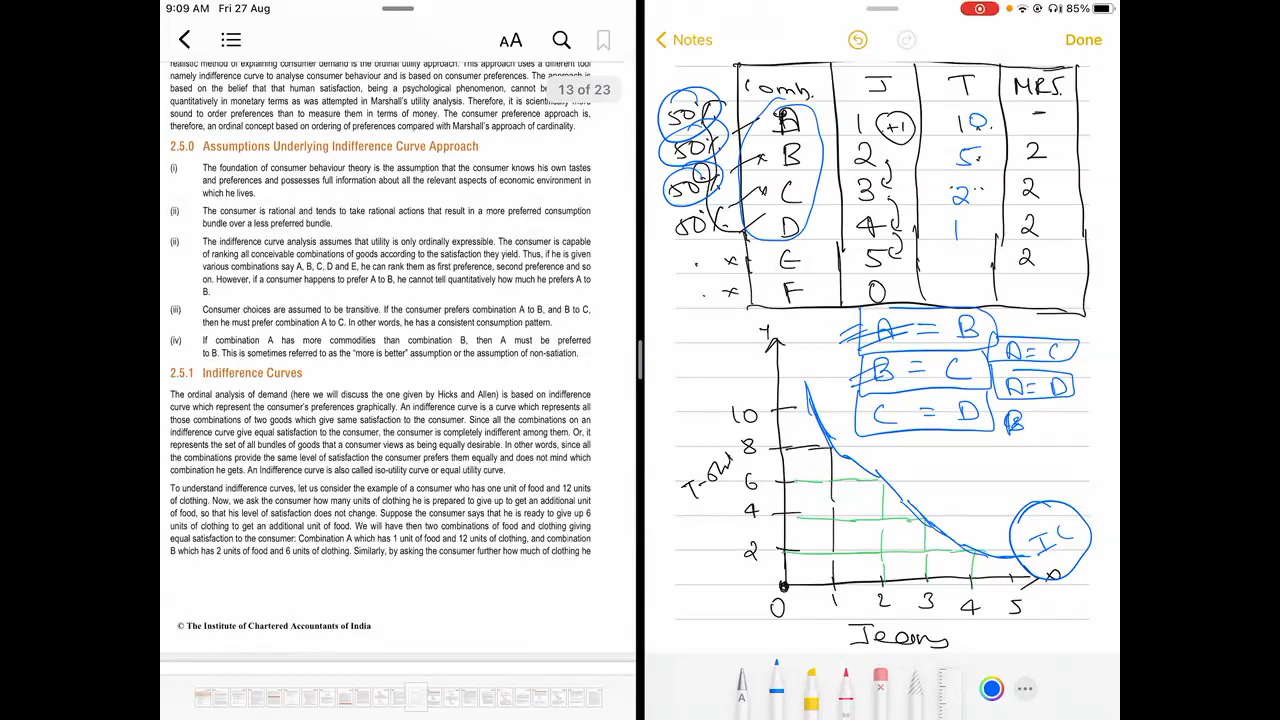 9:09 AM Fri 27 Aug
AA
realistic method of explaining consumer demand is the ordinal utility approach. This approach uses a different tool
namely indifference curve to analyse consumer behaviour and is based on consumer preferences. The approach is
based on the belief that that human satisfaction, being a psychological phenomenon, cannot be
quantitatively in monetary terms as was attempted in Marshall's utility analysis. Therefore, it is scientifically more
sound to order preferences than to measure them in terms of money. The consumer preference approach is,
therefore, an ordinal concept based on ordering of preferences compared with Marshall's approach of cardinality.
13 of 23
2.5.0 Assumptions Underlying Indifference Curve Approach
(i) The foundation of consumer behaviour theory is the assumption that the consumer knows his own tastes
and preferences and possesses full information about all the relevant aspects of economic environment in
which he lives.
(ii) The consumer is rational and tends to take rational actions that result in a more preferred consumption
bundle over a less preferred bundle.
(ii) The indifference curve analysis assumes that utility is only ordinally expressible. The consumer is capable
of ranking all conceivable combinations of goods according to the satisfaction they yield. Thus, if he is given
various combinations say A, B, C, D and E, he can rank them as first preference, second preference and so
on. However, if a consumer happens to prefer A to B, he cannot tell quantitatively how much he prefers A to
B.
(iii) Consumer choices are assumed to be transitive. If the consumer prefers combination A to B, and B to C,
then he must prefer combination A to C. In other words, he has a consistent consumption pattern.
(iv) If combination A has more commodities than combination B, then A must be preferred
to B. This is sometimes referred to as the "more is better" assumption or the assumption of non-satiation.
2.5.1 Indifference Curves
The ordinal analysis of demand (here we will discuss the one given by Hicks and Allen) is based on indifference
curve which represent the consumer's preferences graphically. An indifference curve is a curve which represents all
those combinations of two goods which give same satisfaction to the consumer. Since all the combinations on an
indifference curve give equal satisfaction to the consumer, the consumer is completely indifferent among them. Or, it
represents the set of all bundles of goods that a consumer views as being equally desirable. In other words, since all
the combinations provide the same level of satisfaction the consumer prefers them equally and does not mind which
combination he gets. An Indifference curve is also called iso-utility curve or equal utility curve.
To understand indifference curves, let us consider the example of a consumer who has one unit of food and 12 units
of clothing. Now, we ask the consumer how many units of clothing he is prepared to give up to get an additional unit
of food, so that his level of satisfaction does not change. Suppose the consumer says that he is ready to give up 6
units of clothing to get an additional unit of food. We will have then two combinations of food and clothing giving
equal satisfaction to the consumer: Combination A which has 1 unit of food and 12 units of clothing, and combination
B which has 2 units of food and 6 units of clothing. Similarly, by asking the consumer further how much of clothing he
© The Institute of Chartered Accountants of India
85%
Notes
Done
Comb. J T MRS.
50% A 1 +1 10 -
50% B 2 5 2
50% C 3 2 2
50% D 4 1 2
x E 5 2
x F 0
A = B
B = C
C = D
A = C
A = D
B
Y
10
8
6
4
2
0 1 2 3 4 5
IC
Jeans